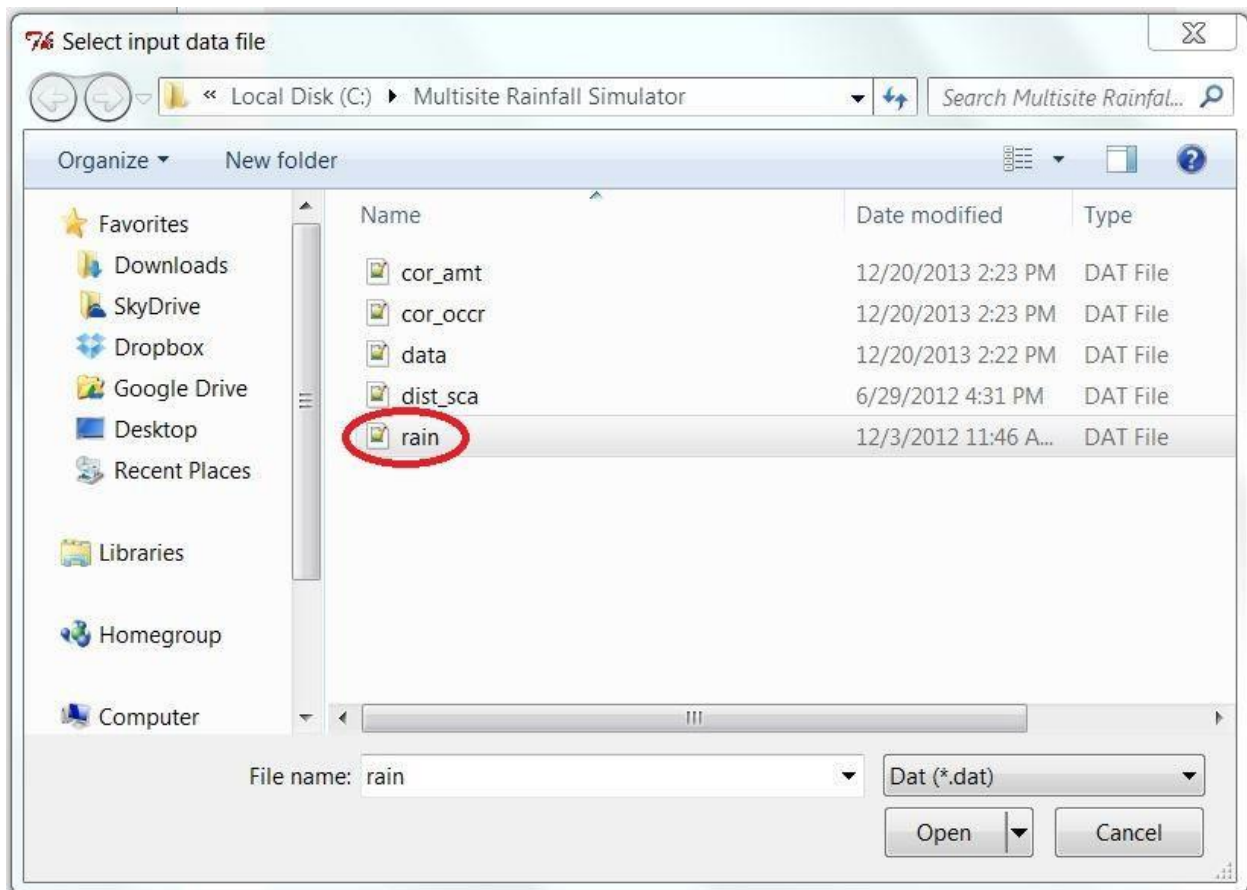 Select input data file
« Local Disk (C:) Multisite Rainfall Simulator Search Multisite Rainfal...
Organize New folder
Name Date modified Type
Favorites
Downloads
SkyDrive
Dropbox
Google Drive
Desktop
Recent Places
Libraries
Homegroup
Computer
cor_amt 12/20/2013 2:23 PM DAT File
cor_occr 12/20/2013 2:23 PM DAT File
data 12/20/2013 2:22 PM DAT File
dist_sca 6/29/2012 4:31 PM DAT File
rain 12/3/2012 11:46 A... DAT File
File name: rain Dat (*.dat)
Open Cancel